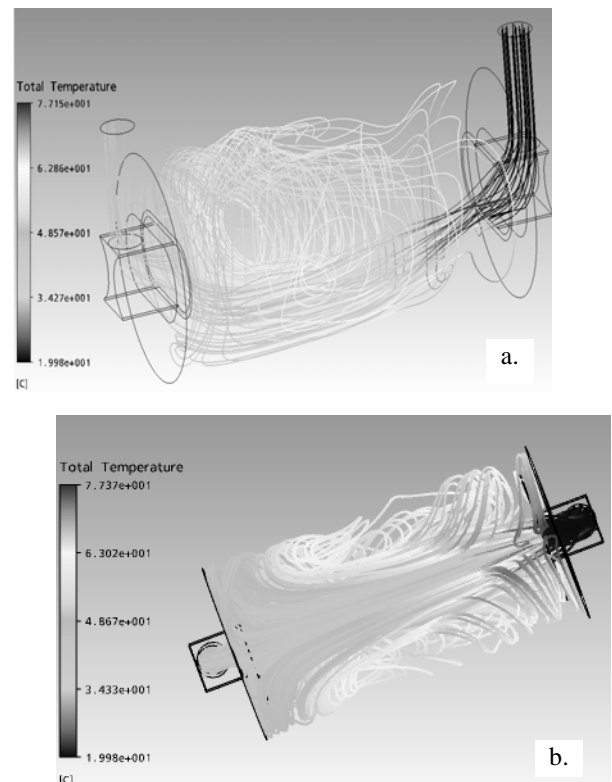 Total Temperature
7.715e+001
6.286e+001
4.857e+001
3.427e+001
1.998e+001
[C]
a.
Total Temperature
7.737e+001
6.302e+001
4.867e+001
3.433e+001
1.998e+001
[C]
b.